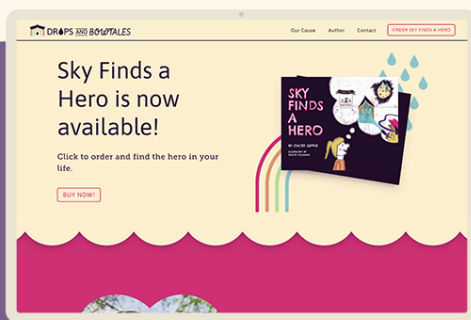 DROPS AND BOWTALES
Our Cause
Author
Contact
ORDER SKY FINDS A HERO
Sky Finds a
Hero is now
available!
Click to order and find the hero in your
life.
BUY NOW!
SKY
FINDS
A
HERO